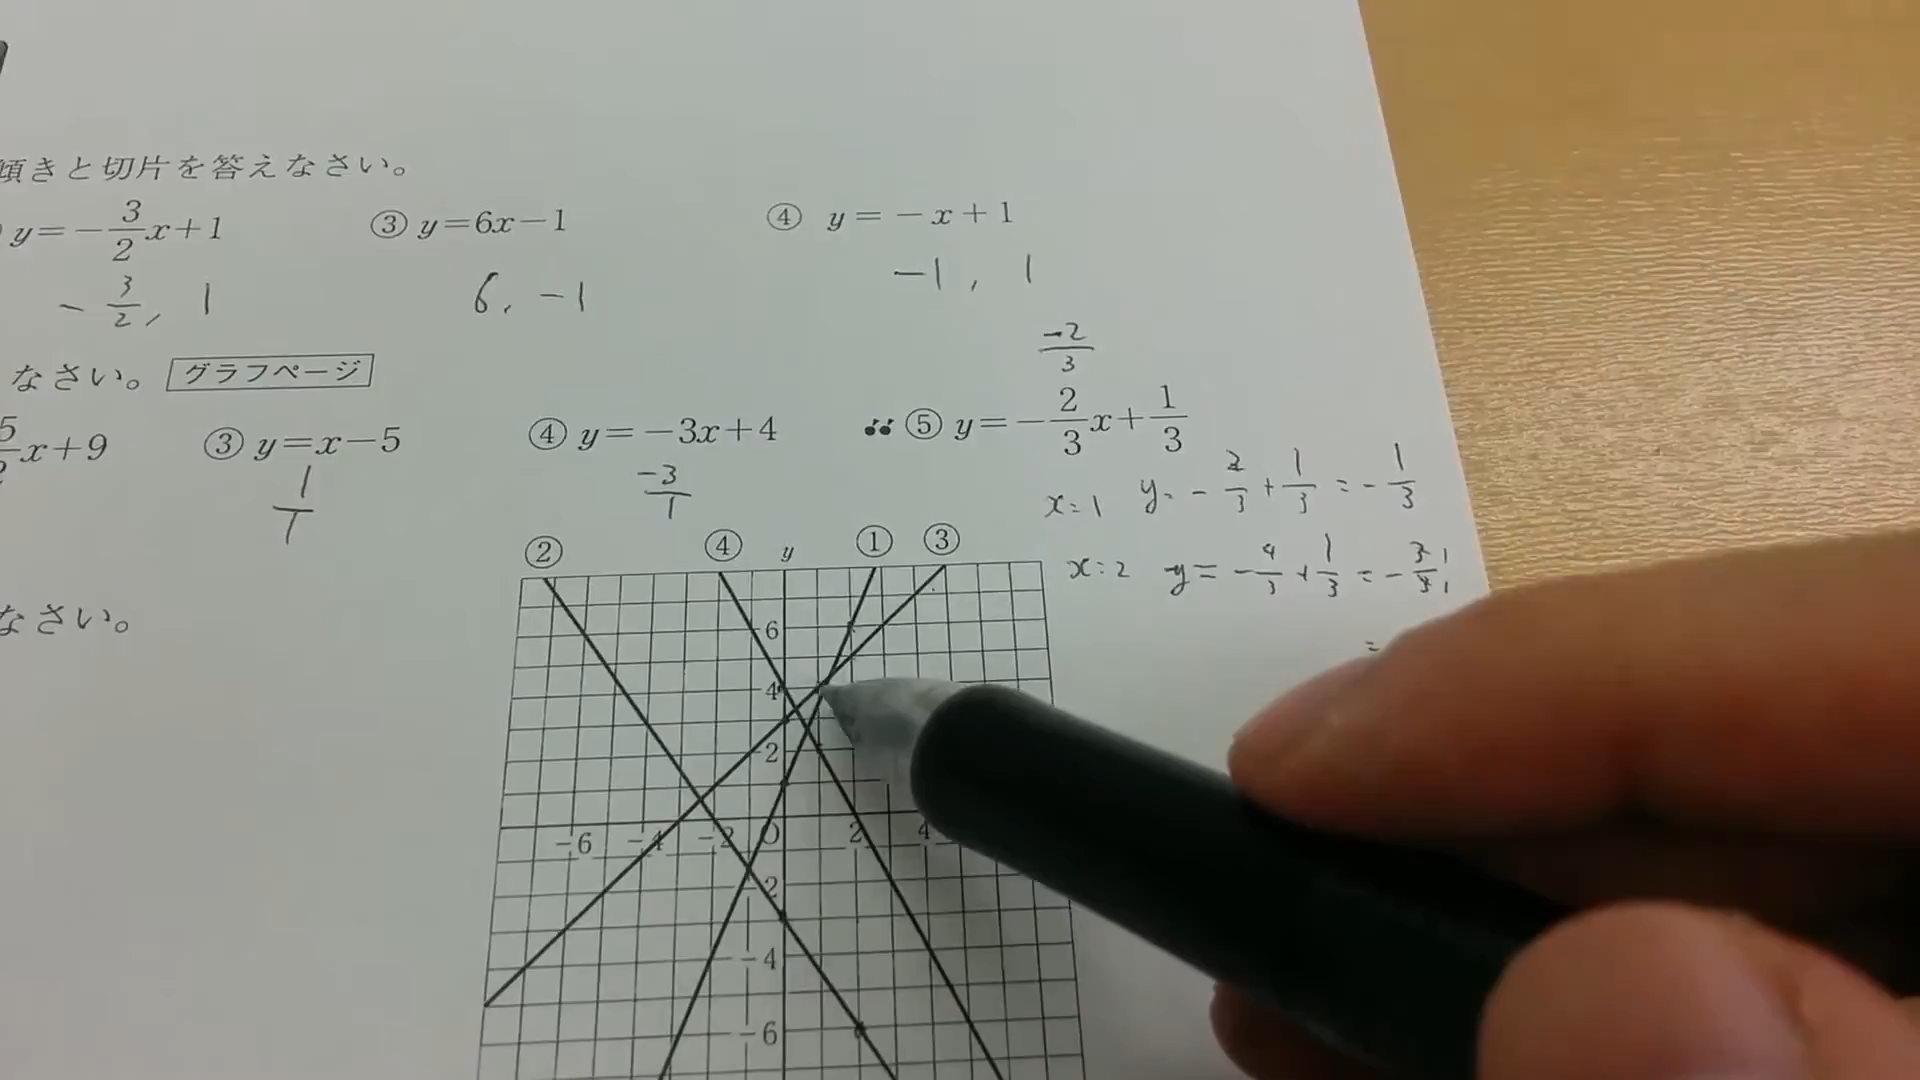 傾きと切片を答えなさい。
y=-3/2x+1 ③ y=6x-1 ④ y=-x+1
-3/2, 1 6, -1 -1, 1
なさい。 グラフページ
-2/3
x+9 ③ y=x-5 ④ y=-3x+4 ⑤ y=-2/3x+1/3
1/1 -3/1
x=1 y=-2/3+1/3=-1/3
x=2 y=-4/3+1/3=-3/3
=
なさい。
② ④ y ① ③
6
4
2
-6 -4 -2 O 2 4
-2
-4
-6